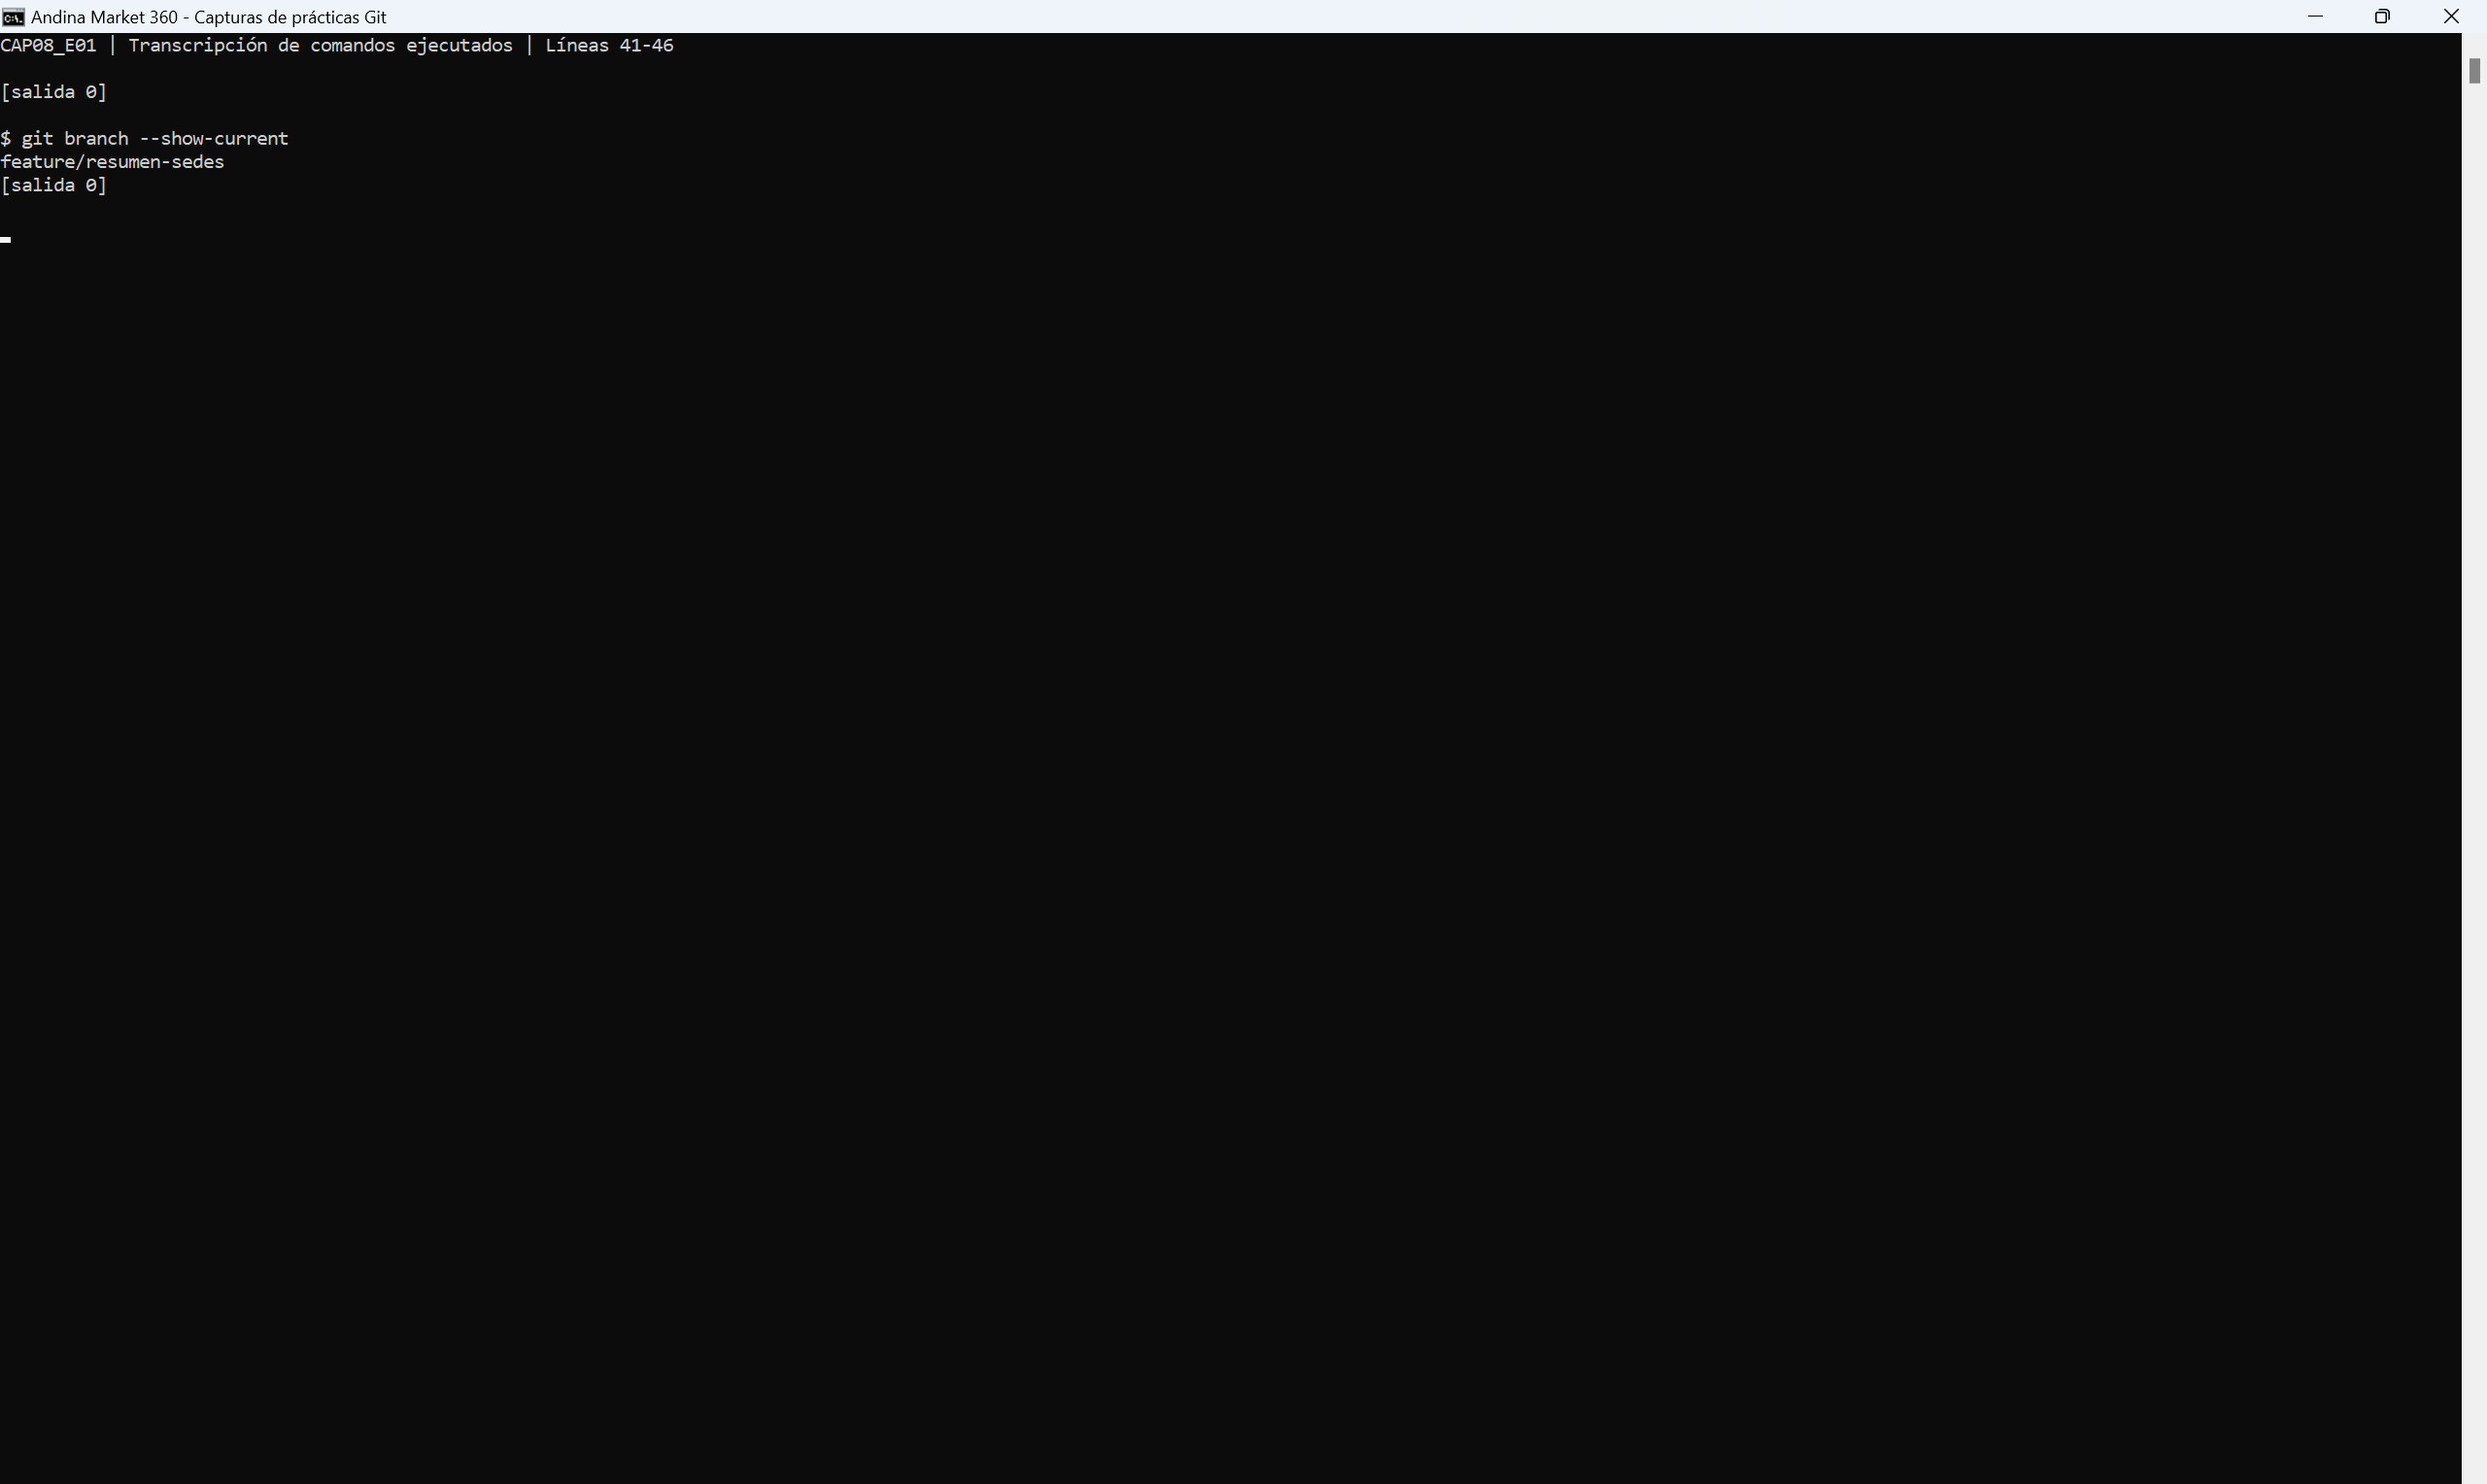 Andina Market 360 - Capturas de prácticas Git
CAP08_E01 | Transcripción de comandos ejecutados | Líneas 41-46
[salida 0]
$ git branch --show-current
feature/resumen-sedes
[salida 0]